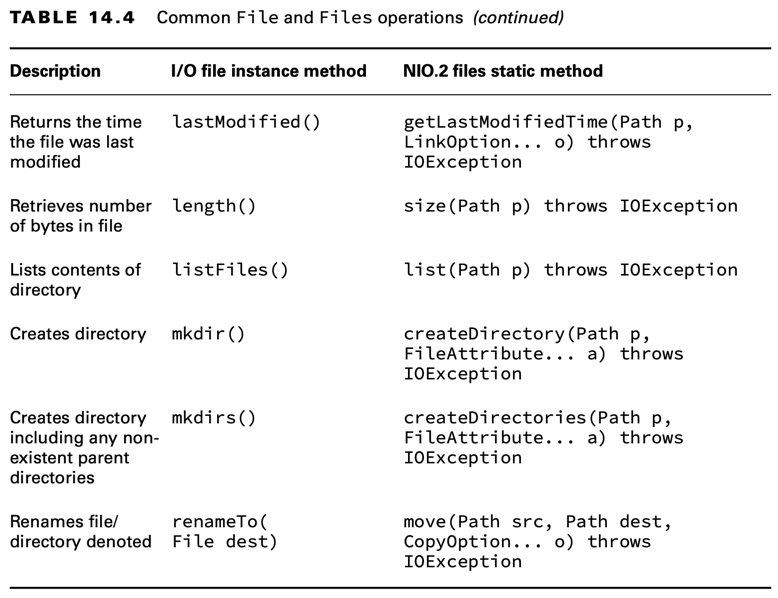 TABLE 14.4 Common File and Files operations (continued)
Description I/O file instance method NIO.2 files static method
Returns the time lastModified() getLastModifiedTime(Path p,
the file was last LinkOption... o) throws
modified IOException
Retrieves number length() size(Path p) throws IOException
of bytes in file
Lists contents of listFiles() list(Path p) throws IOException
directory
Creates directory mkdir() createDirectory(Path p,
FileAttribute... a) throws
IOException
Creates directory mkdirs() createDirectories(Path p,
including any non- FileAttribute... a) throws
existent parent IOException
directories
Renames file/ renameTo( move(Path src, Path dest,
directory denoted File dest) CopyOption... o) throws
IOException